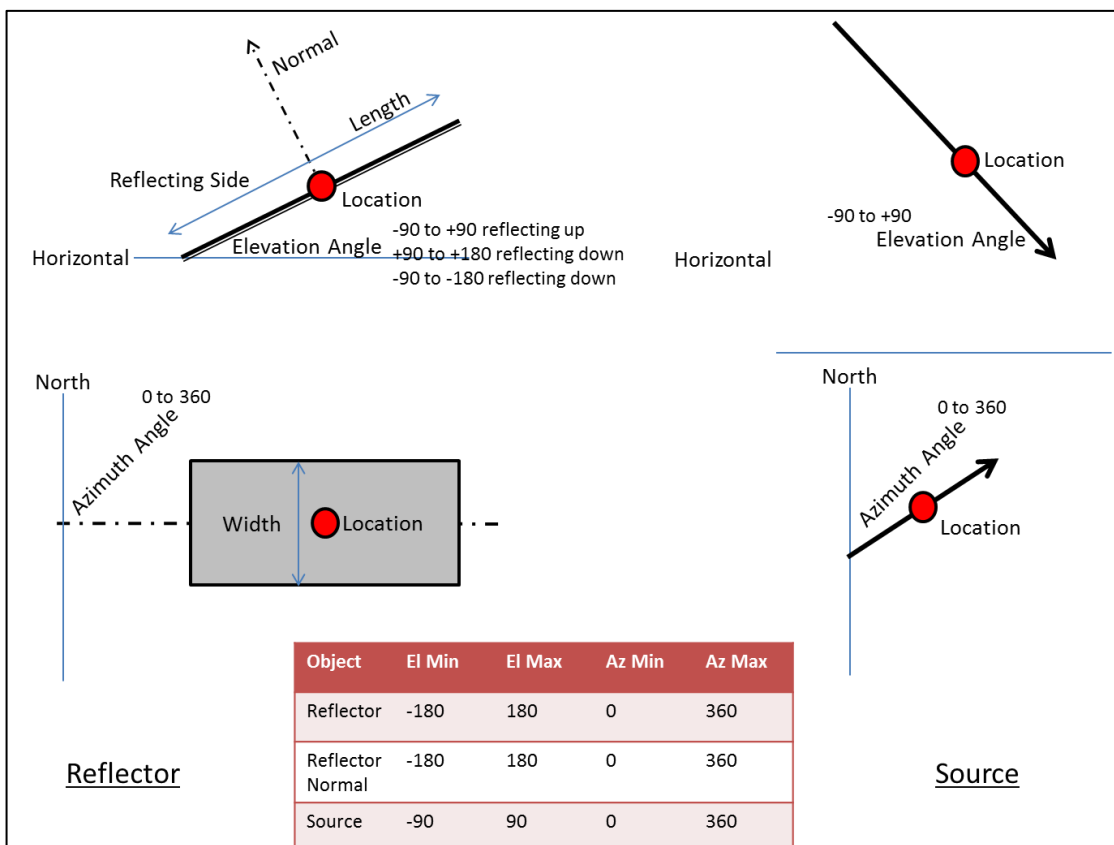 Normal
Length
Reflecting Side
Location
Elevation Angle
-90 to +90 reflecting up
+90 to +180 reflecting down
-90 to -180 reflecting down
Horizontal
Location
-90 to +90
Elevation Angle
Horizontal
North
0 to 360
Azimuth Angle
Width
Location
North
0 to 360
Azimuth Angle
Location
Object El Min El Max Az Min Az Max
Reflector -180 180 0 360
Reflector Normal -180 180 0 360
Source -90 90 0 360
Reflector
Source